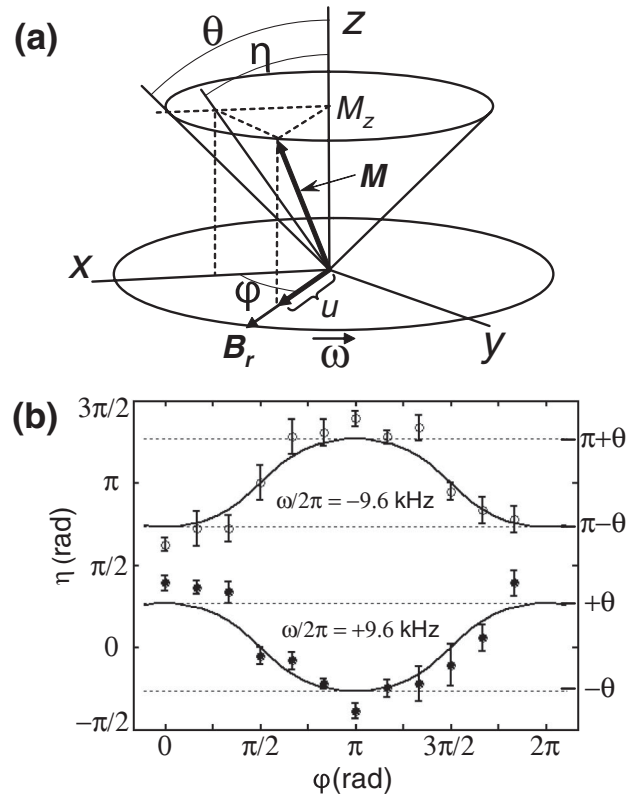 (a)
θ
η
z
M_z
M
x
φ
u
B_r
ω
y
(b)
3π/2
π
π/2
0
−π/2
η (rad)
ω/2π = −9.6 kHz
ω/2π = +9.6 kHz
π+θ
π−θ
+θ
−θ
0
π/2
π
3π/2
2π
φ(rad)